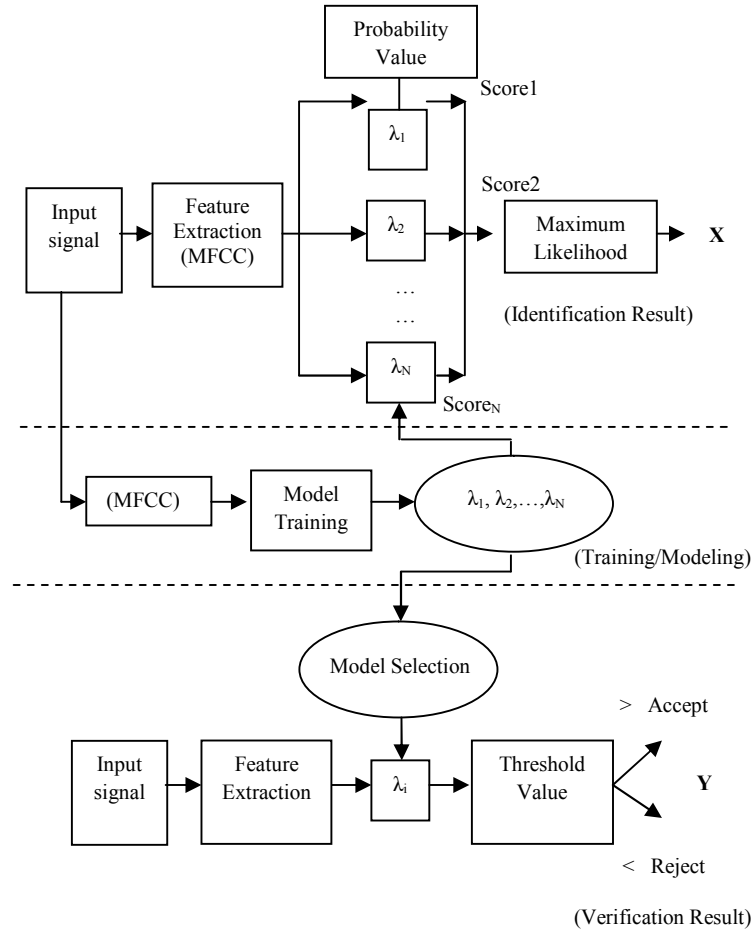 Probability
Value
Score1
λ1
Score2
Input
signal
Feature
Extraction
(MFCC)
λ2
Maximum
Likelihood
X
…
…
(Identification Result)
λN
ScoreN
(MFCC)
Model
Training
λ1, λ2,…,λN
(Training/Modeling)
Model Selection
> Accept
Input
signal
Feature
Extraction
λi
Threshold
Value
Y
< Reject
(Verification Result)